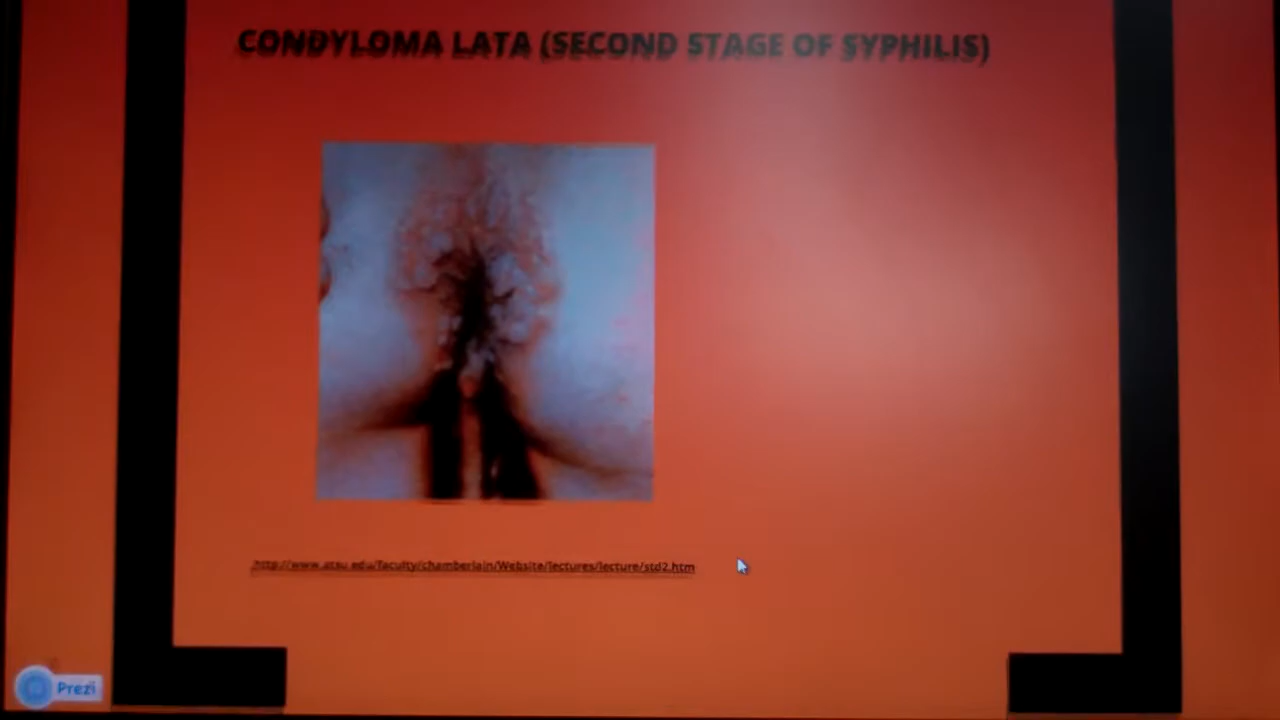 CONDYLOMA LATA (SECOND STAGE OF SYPHILIS)
http://www.atsu.edu/faculty/chamberlain/Website/lectures/lecture/std2.htm
Prezi